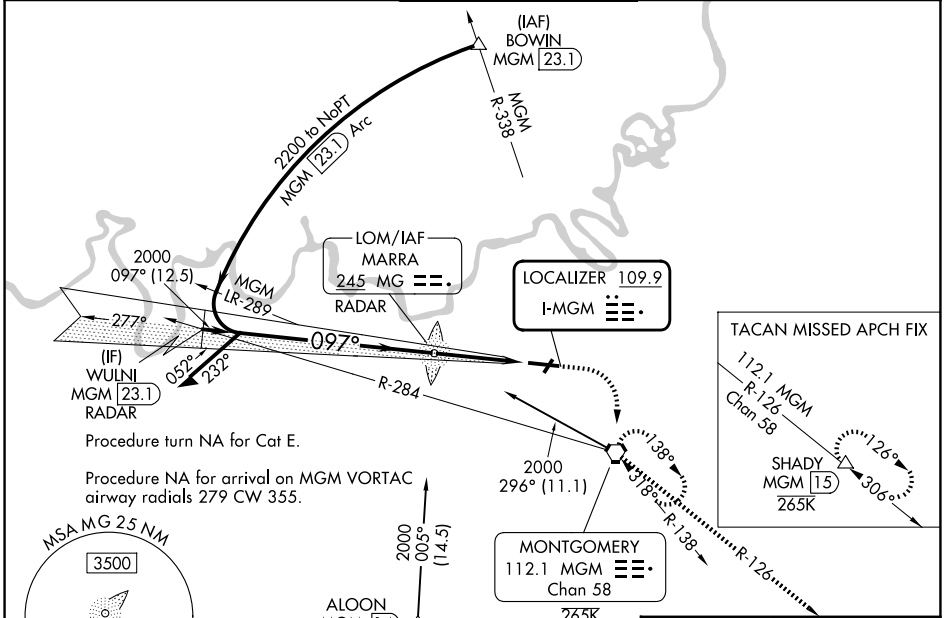 (IAF)
BOWIN
MGM 23.1
MGM
R-338
2200 to NoPT
MGM 23.1 Arc
LOM/IAF
MARRA
245 MG
RADAR
2000
097° (12.5)
MGM
LR-289
LOCALIZER 109.9
I-MGM
277°
097°
(IF)
WULNI
MGM 23.1
RADAR
052°
232°
R-284
TACAN MISSED APCH FIX
112.1 MGM
R-126
Chan 58
SHADY
MGM 15
265K
126°
306°
Procedure turn NA for Cat E.
Procedure NA for arrival on MGM VORTAC
airway radials 279 CW 355.
2000
296° (11.1)
138°
318°
R-138
R-126
MONTGOMERY
112.1 MGM
Chan 58
265K
MSA MG 25 NM
3500
2000
005°
(14.5)
ALOON